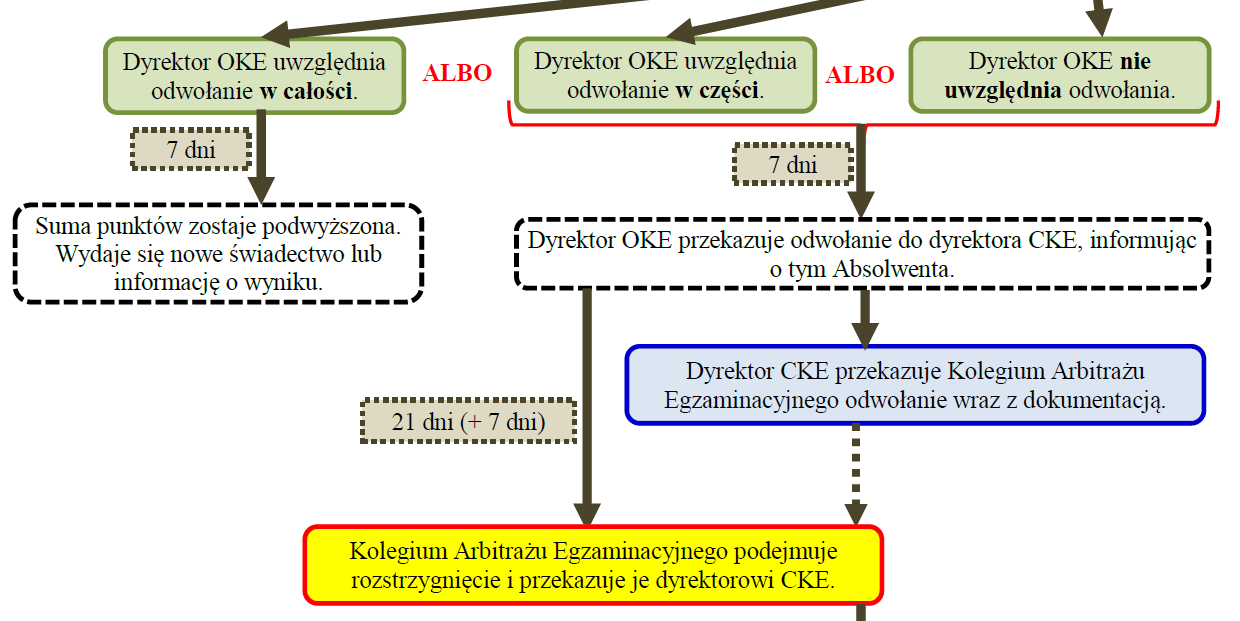 Dyrektor OKE uwzględnia
odwołanie w całości.
ALBO
Dyrektor OKE uwzględnia
odwołanie w części.
ALBO
Dyrektor OKE nie
uwzględnia odwołania.
7 dni
7 dni
Suma punktów zostaje podwyższona.
Wydaje się nowe świadectwo lub
informację o wyniku.
Dyrektor OKE przekazuje odwołanie do dyrektora CKE, informując
o tym Absolwenta.
Dyrektor CKE przekazuje Kolegium Arbitrażu
Egzaminacyjnego odwołanie wraz z dokumentacją.
21 dni (+ 7 dni)
Kolegium Arbitrażu Egzaminacyjnego podejmuje
rozstrzygnięcie i przekazuje je dyrektorowi CKE.